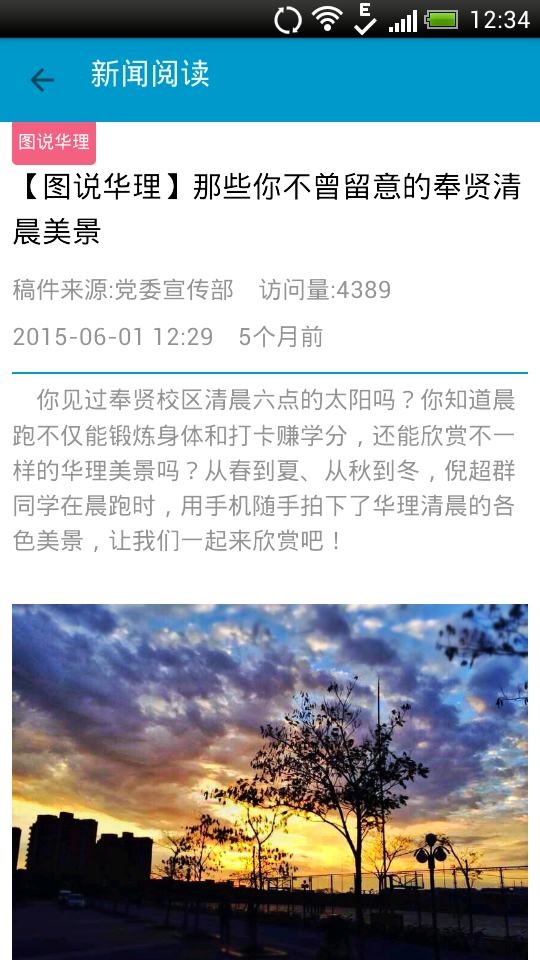 E
12:34
新闻阅读
图说华理
【图说华理】那些你不曾留意的奉贤清
晨美景
稿件来源:党委宣传部 访问量:4389
2015-06-01 12:29 5个月前
你见过奉贤校区清晨六点的太阳吗？你知道晨
跑不仅能锻炼身体和打卡赚学分，还能欣赏不一
样的华理美景吗？从春到夏、从秋到冬，倪超群
同学在晨跑时，用手机随手拍下了华理清晨的各
色美景，让我们一起来欣赏吧！